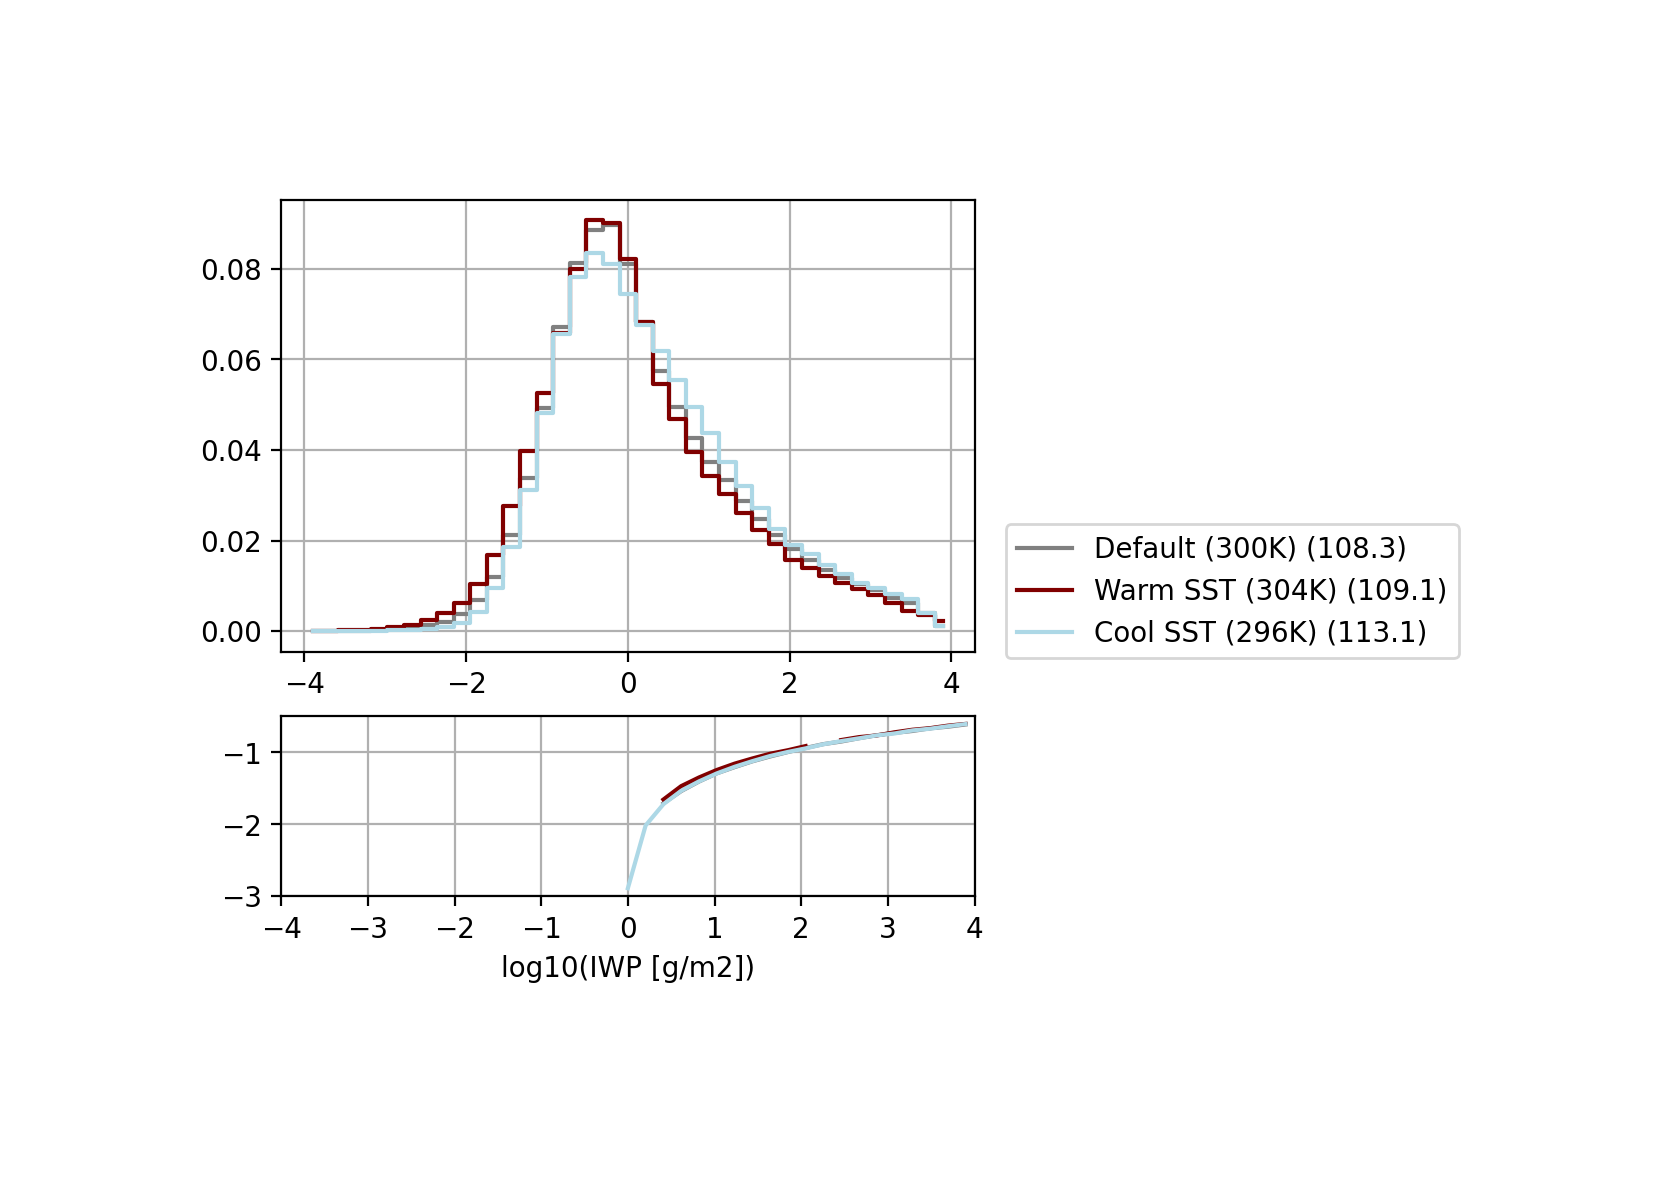 0.08
0.06
0.04
0.02
0.00
−4 −2 0 2 4
Default (300K) (108.3)
Warm SST (304K) (109.1)
Cool SST (296K) (113.1)
−1
−2
−3
−4 −3 −2 −1 0 1 2 3 4
log10(IWP [g/m2])